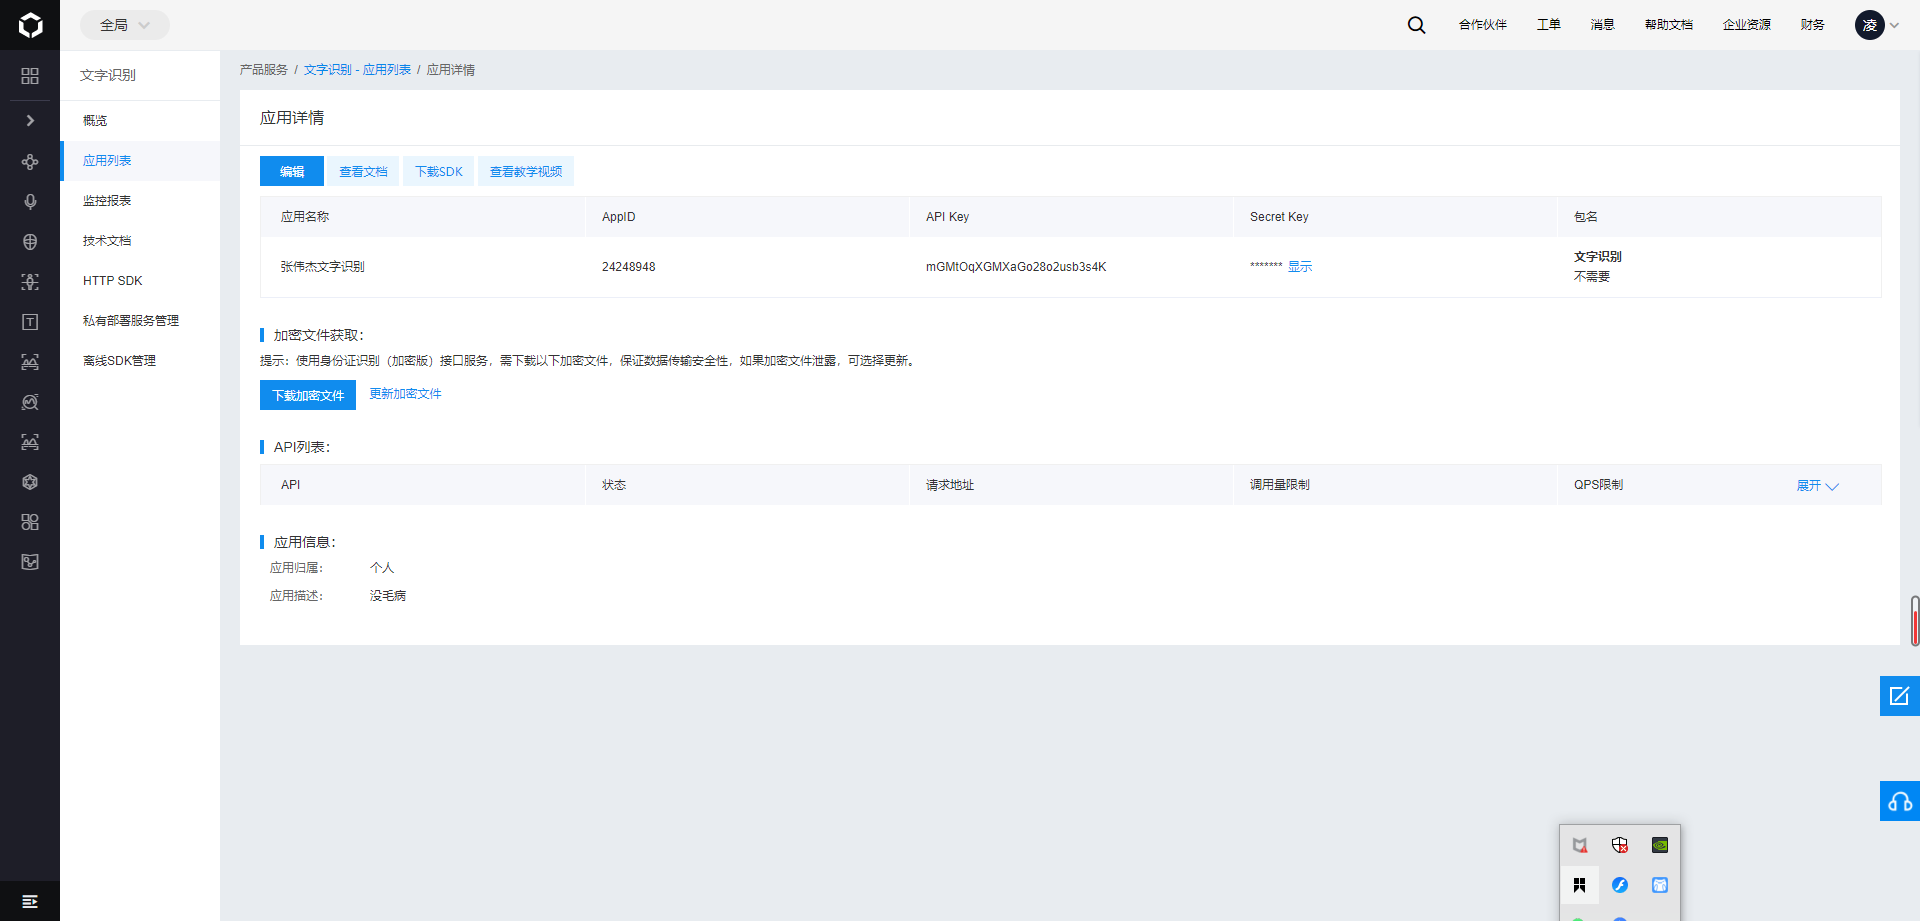 全局
合作伙伴 工单 消息 帮助文档 企业资源 财务 凌
文字识别
概览
应用列表
监控报表
技术文档
HTTP SDK
私有部署服务管理
离线SDK管理
产品服务 / 文字识别 - 应用列表 / 应用详情
应用详情
编辑 查看文档 下载SDK 查看教学视频
应用名称 AppID API Key Secret Key 包名
张伟杰文字识别 24248948 mGMtOqXGMXaGo28o2usb3s4K ******* 显示 文字识别
不需要
加密文件获取：
提示：使用身份证识别（加密版）接口服务，需下载以下加密文件，保证数据传输安全性，如果加密文件泄露，可选择更新。
下载加密文件 更新加密文件
API列表：
API 状态 请求地址 调用量限制 QPS限制 展开
应用信息：
应用归属： 个人
应用描述： 没毛病